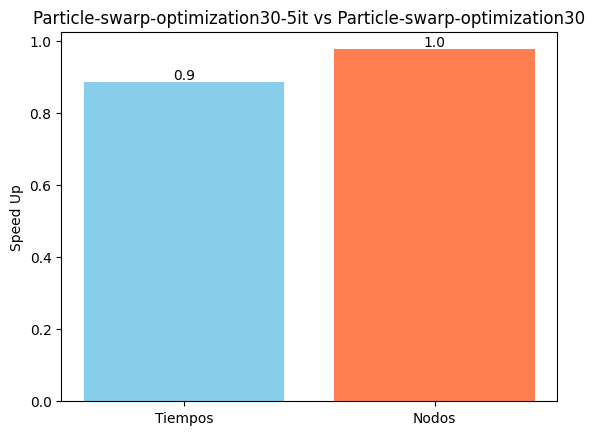 Particle-swarp-optimization30-5it vs Particle-swarp-optimization30
1.0
0.8
0.6
0.4
0.2
0.0
Speed Up
0.9
1.0
Tiempos
Nodos